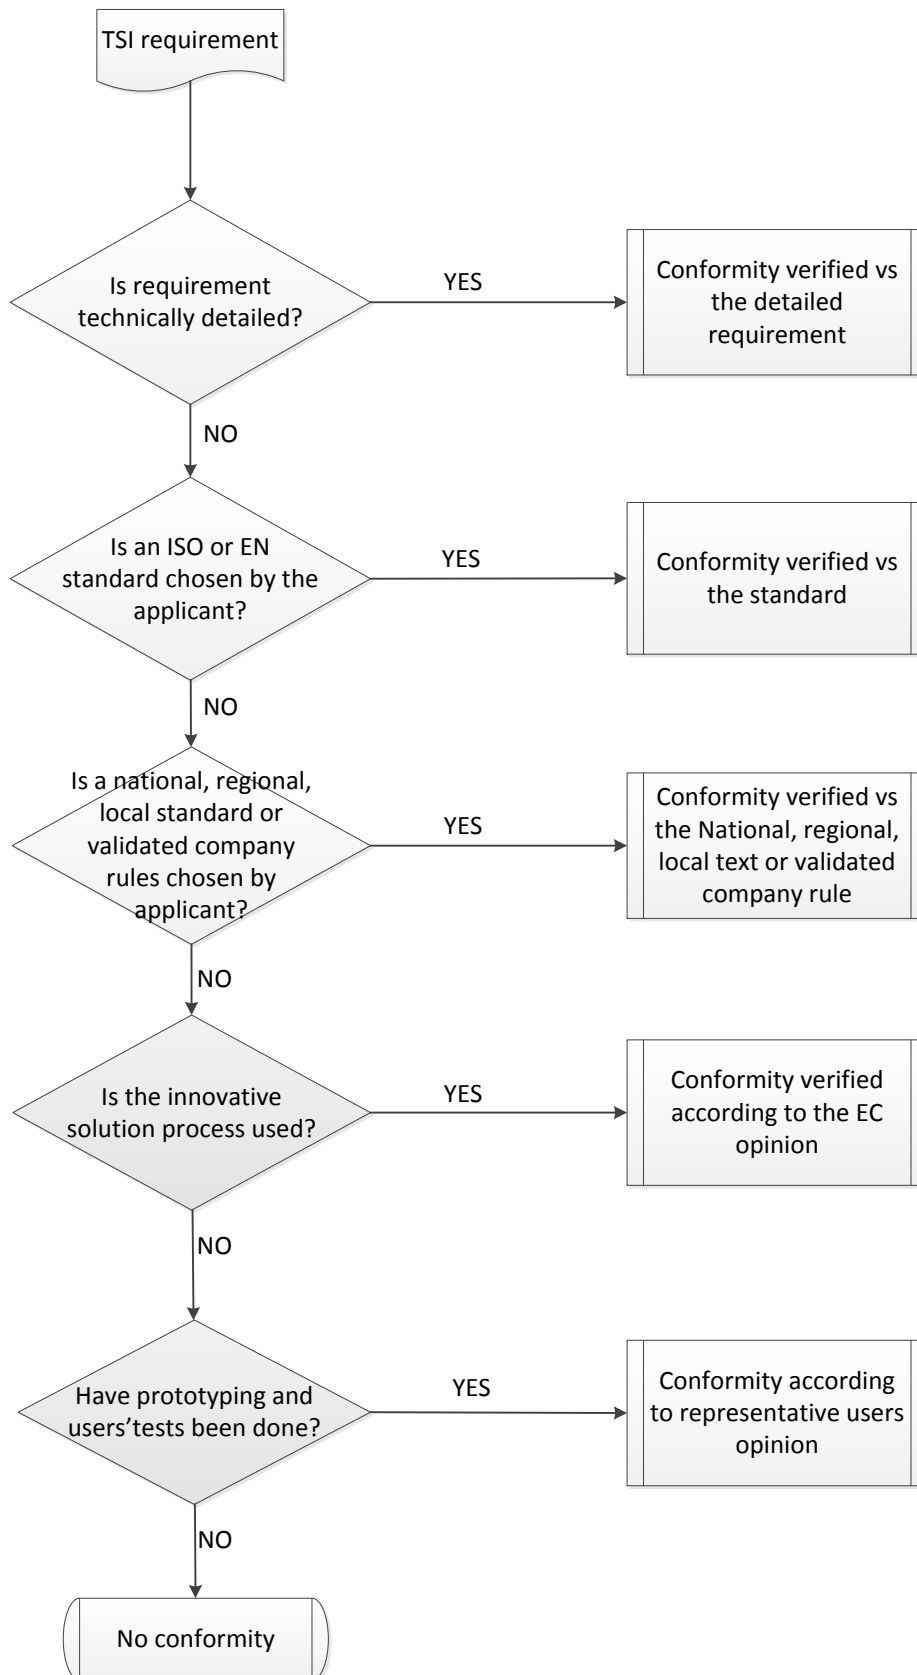 TSI requirement
Is requirement
technically detailed?
YES
Conformity verified vs
the detailed
requirement
NO
Is an ISO or EN
standard chosen by the
applicant?
YES
Conformity verified vs
the standard
NO
Is a national, regional,
local standard or
validated company
rules chosen by
applicant?
YES
Conformity verified vs
the National, regional,
local text or validated
company rule
NO
Is the innovative
solution process used?
YES
Conformity verified
according to the EC
opinion
NO
Have prototyping and
users’tests been done?
YES
Conformity according
to representative users
opinion
NO
No conformity